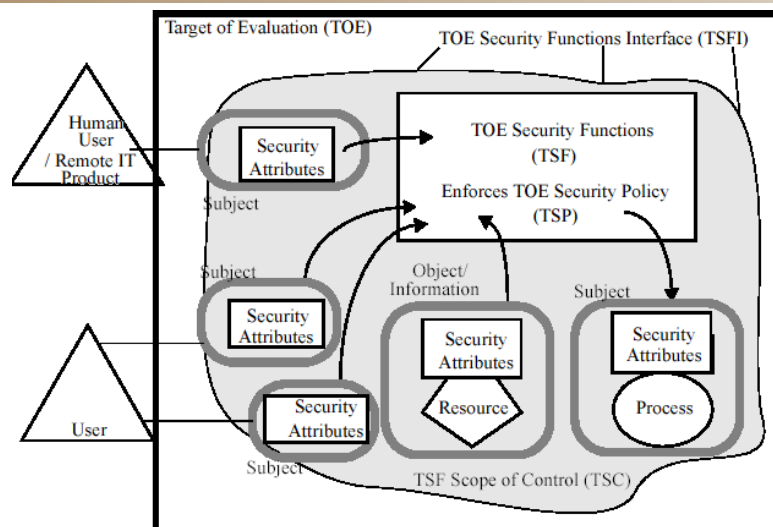 Target of Evaluation (TOE)
TOE Security Functions Interface (TSFI)
Human
User
/ Remote IT
Product
Security
Attributes
Subject
TOE Security Functions
(TSF)
Enforces TOE Security Policy
(TSP)
Subject
Security
Attributes
Object/
Information
Security
Attributes
Resource
Subject
Security
Attributes
Process
User
Security
Attributes
Subject
TSF Scope of Control (TSC)